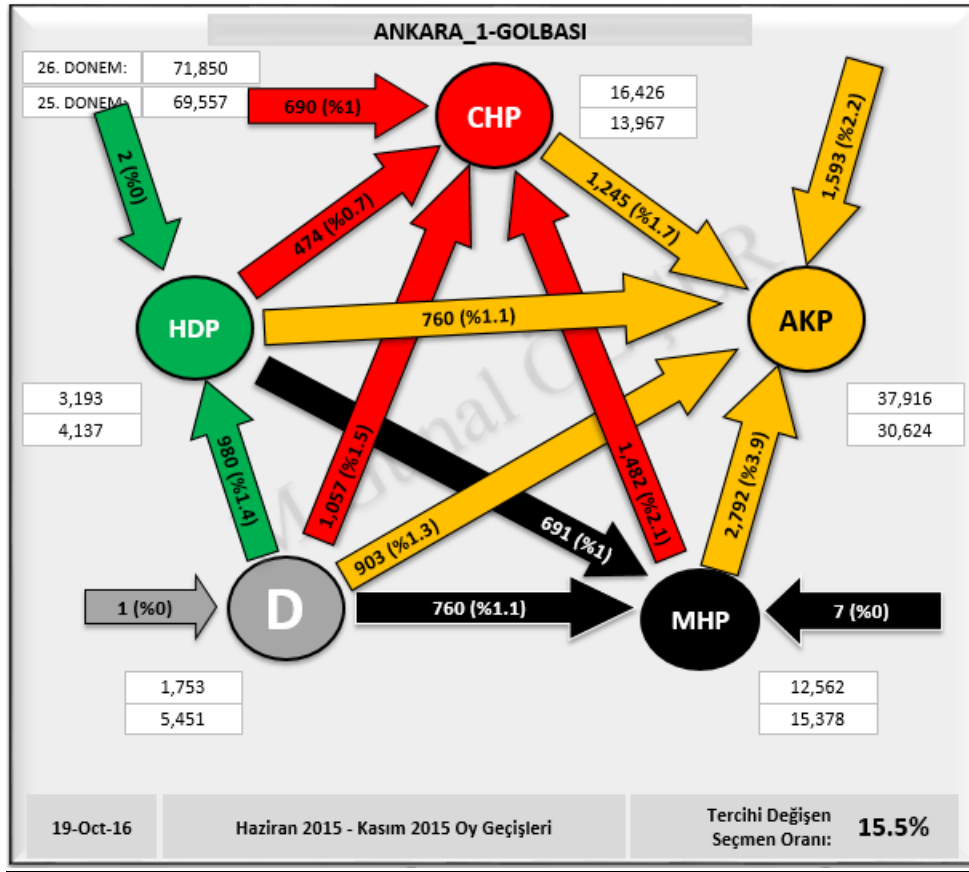 ANKARA_1-GOLBASI
26. DONEM: 71,850
25. DONEM: 69,557
690 (%1)
CHP
16,426
13,967
1,593 (%2.2)
2 (%0)
474 (%0.7)
1,245 (%1.7)
HDP
760 (%1.1)
AKP
3,193
4,137
37,916
30,624
980 (%1.4)
1,057 (%1.5)
903 (%1.3)
691 (%1)
1,482 (%2.1)
2,792 (%3.9)
1 (%0)
D
760 (%1.1)
MHP
7 (%0)
1,753
5,451
12,562
15,378
19-Oct-16
Haziran 2015 - Kasım 2015 Oy Geçişleri
Tercihi Değişen
Seçmen Oranı:
15.5%